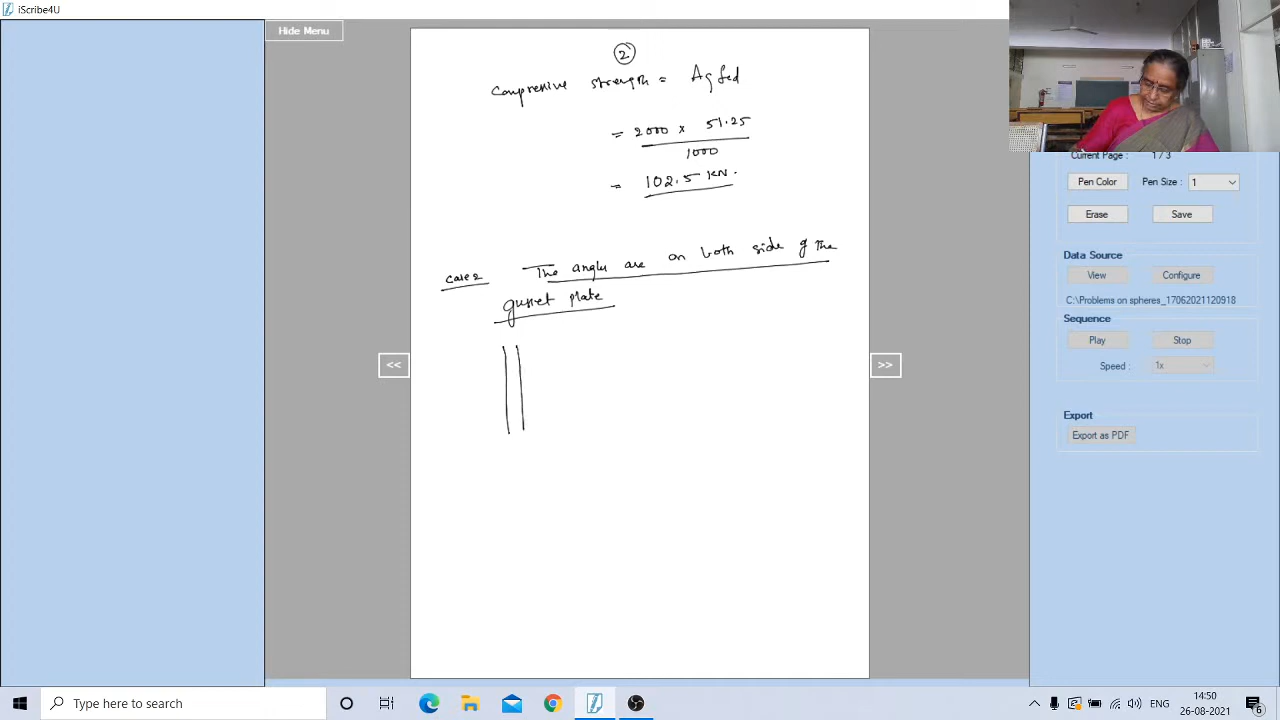 iScribe4U
Hide Menu
2
Compressive strength = Ag fcd
= 2000 x 51.25
1000
= 102.5 KN.
Case 2 The angles are on both side of the
gusset plate
<<
>>
Current Page : 1 / 3
Pen Color Pen Size : 1
Erase Save
Data Source
View Configure
C:\Problems on spheres_17062021120918
Sequence
Play Stop
Speed : 1x
Export
Export as PDF
Type here to search
ENG
14:50
26-08-2021
6